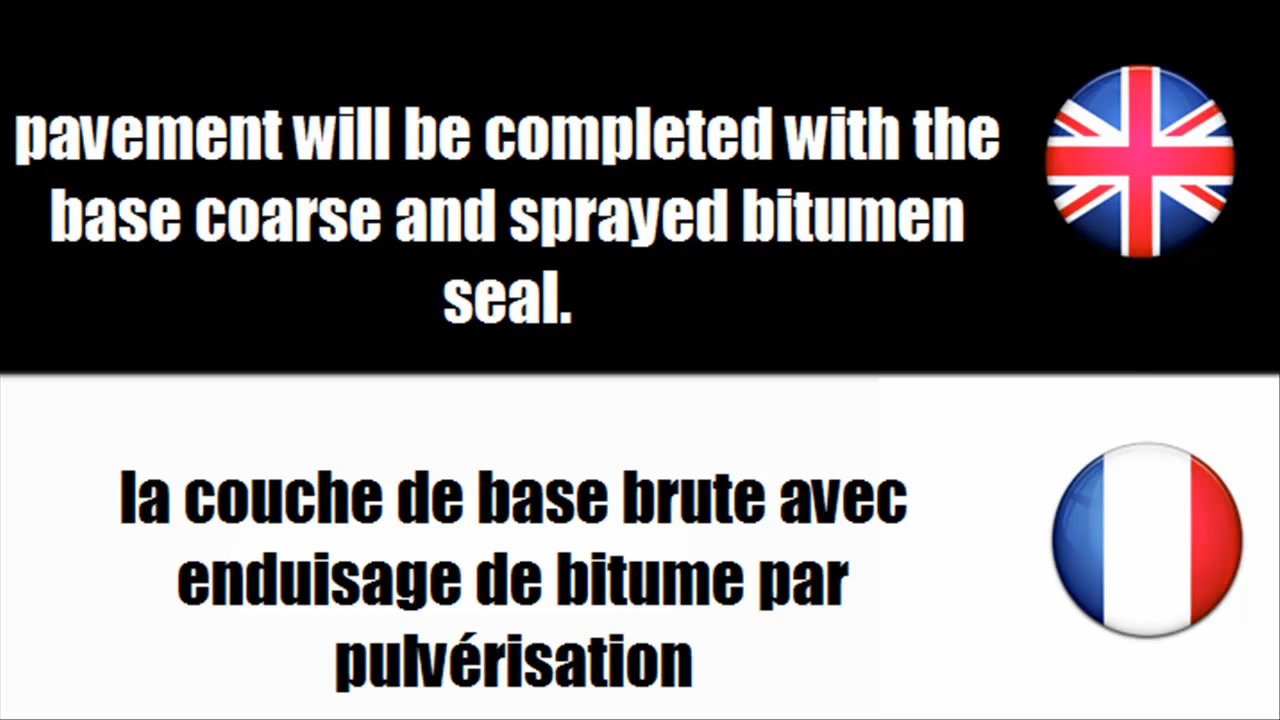 pavement will be completed with the
base coarse and sprayed bitumen
seal.
la couche de base brute avec
enduisage de bitume par
pulvérisation